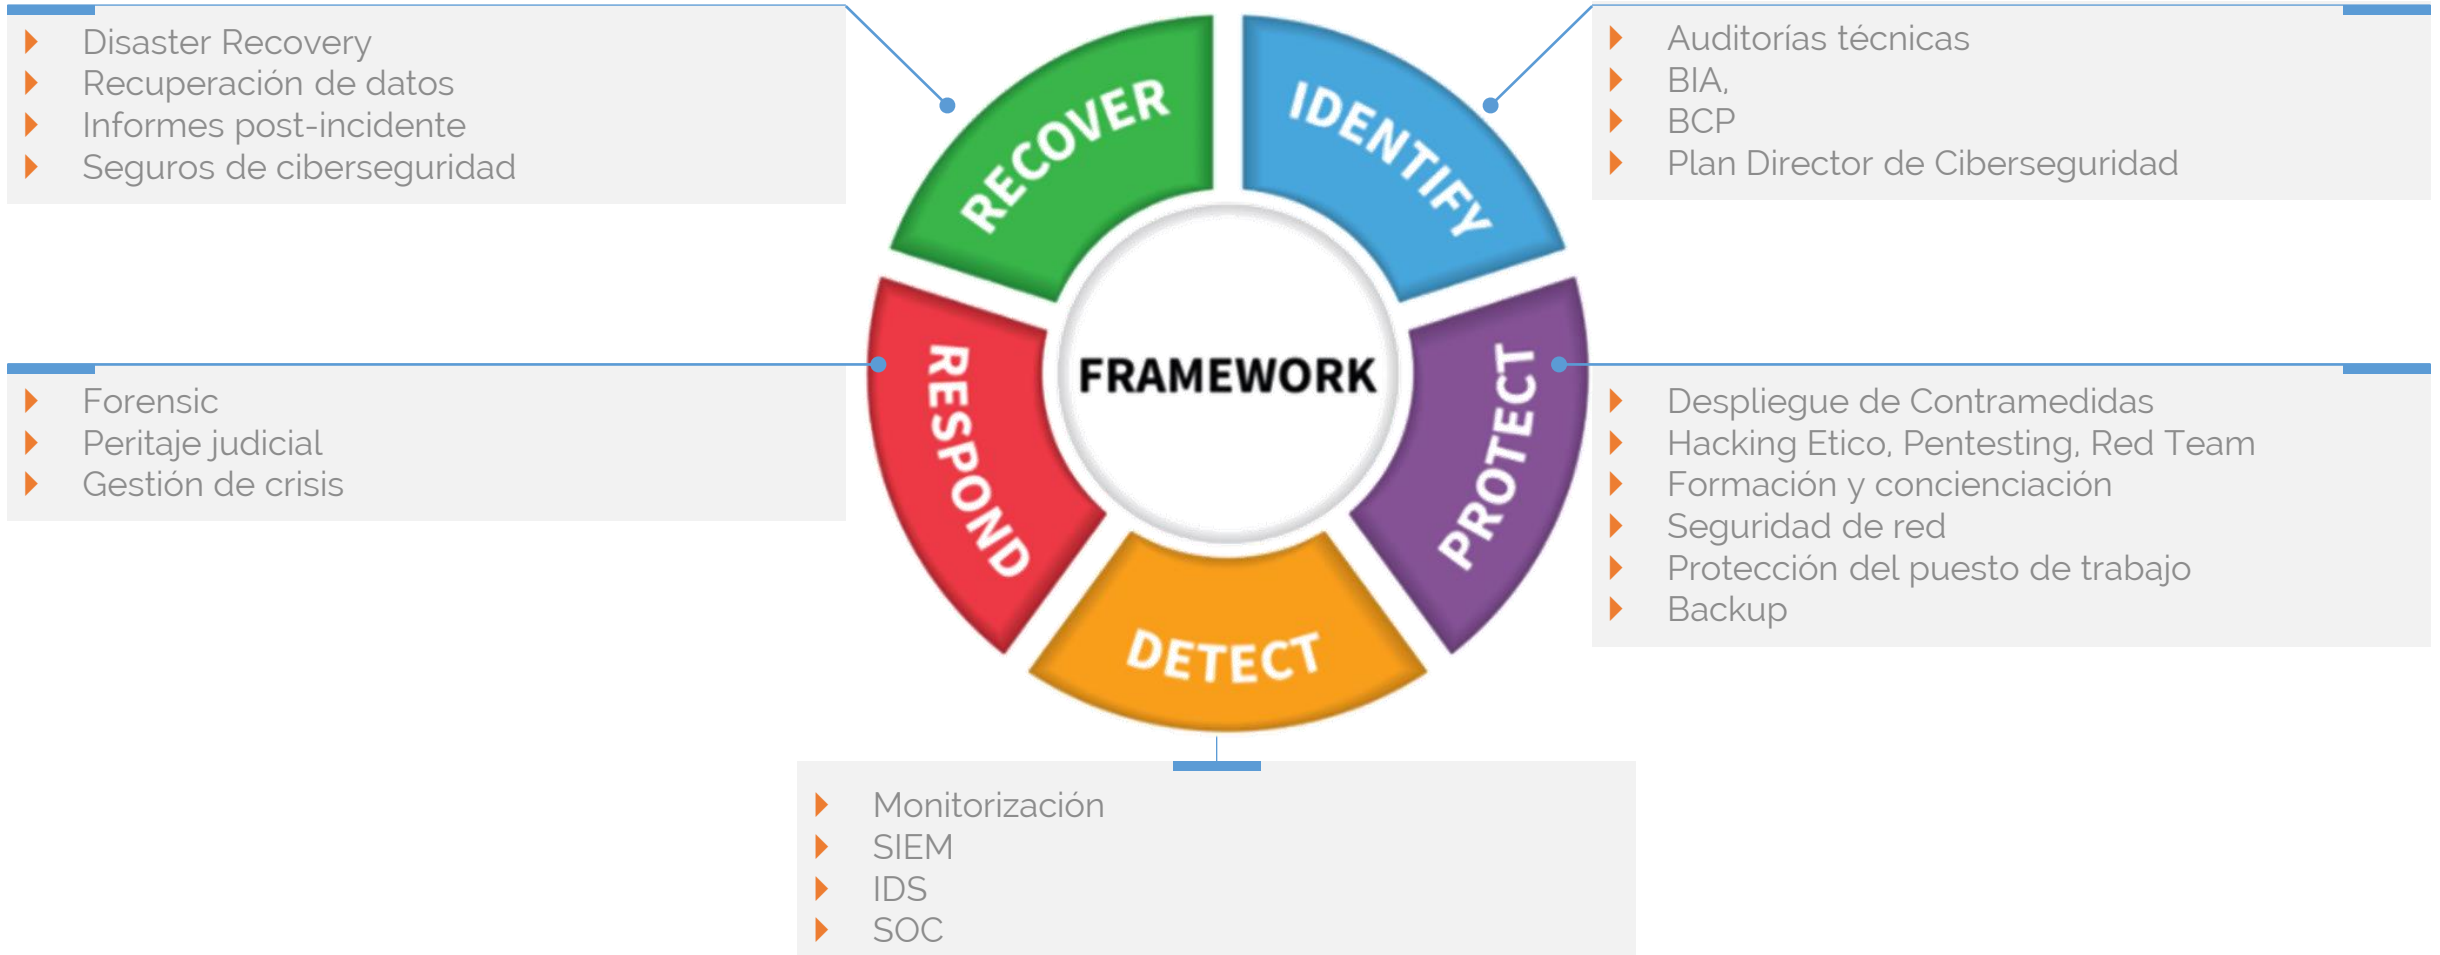 Disaster Recovery
Recuperación de datos
Informes post-incidente
Seguros de ciberseguridad
RECOVER
IDENTIFY
Auditorías técnicas
BIA,
BCP
Plan Director de Ciberseguridad
Forensic
Peritaje judicial
Gestión de crisis
RESPOND
FRAMEWORK
PROTECT
Despliegue de Contramedidas
Hacking Etico, Pentesting, Red Team
Formación y concienciación
Seguridad de red
Protección del puesto de trabajo
Backup
DETECT
Monitorización
SIEM
IDS
SOC